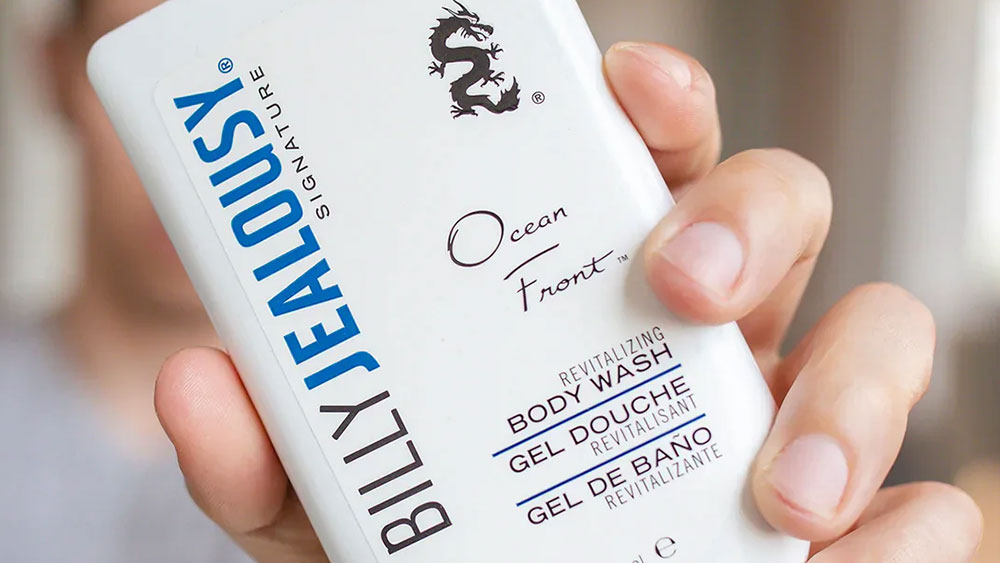 BILLY JEALOUSY®
SIGNATURE
®
Ocean
Front™
REVITALIZING
BODY WASH
GEL DOUCHE
REVITALISANT
GEL DE BAÑO
REVITALIZANTE
℮